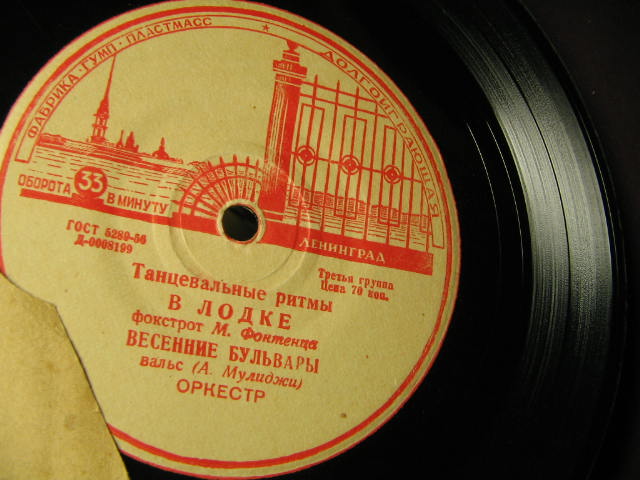 ФАБРИКА·ГУМП·ПЛАСТМАСС
ДОЛГОИГРАЮЩАЯ
ОБОРОТА 33 В МИНУТУ
ЛЕНИНГРАД
ГОСТ 5289-56
Д-0008199
Третья группа
Цена 70 коп.
Танцевальные ритмы
В ЛОДКЕ
фокстрот М. Фонтенца
ВЕСЕННИЕ БУЛЬВАРЫ
вальс (А. Мулиджи)
ОРКЕСТР